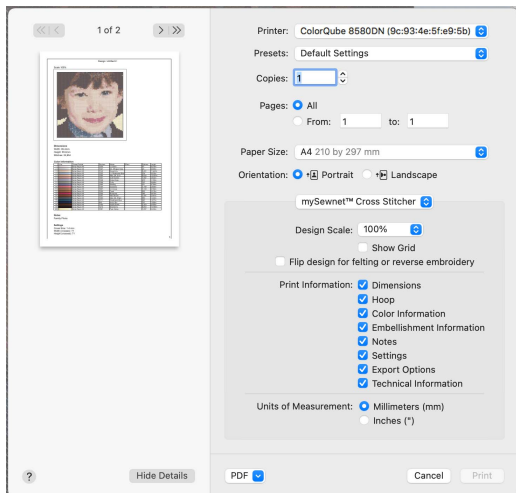 1 of 2
Printer: ColorQube 8580DN (9c:93:4e:5f:e9:5b)
Presets: Default Settings
Copies: 1
Pages: All
From: 1 to: 1
Paper Size: A4 210 by 297 mm
Orientation: Portrait Landscape
mySewnet™ Cross Stitcher
Design Scale: 100%
Show Grid
Flip design for felting or reverse embroidery
Print Information: Dimensions
Hoop
Color Information
Embellishment Information
Notes
Settings
Export Options
Technical Information
Units of Measurement: Millimeters (mm)
Inches (")
? Hide Details PDF Cancel Print